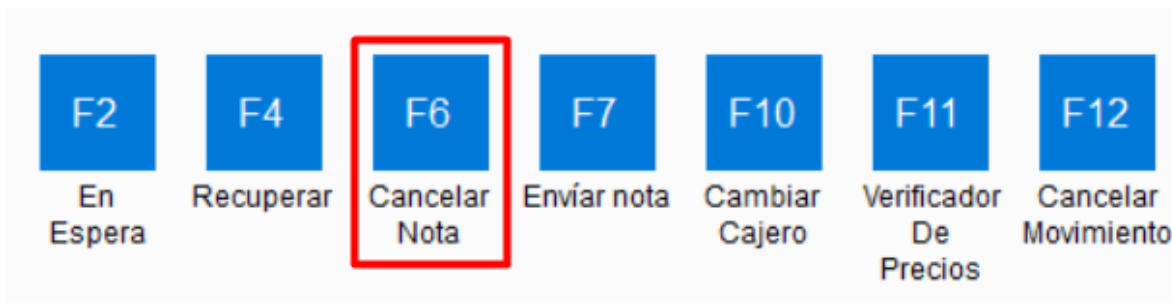 F2
En
Espera
F4
Recuperar
F6
Cancelar
Nota
F7
Envíar nota
F10
Cambiar
Cajero
F11
Verificador
De
Precios
F12
Cancelar
Movimiento